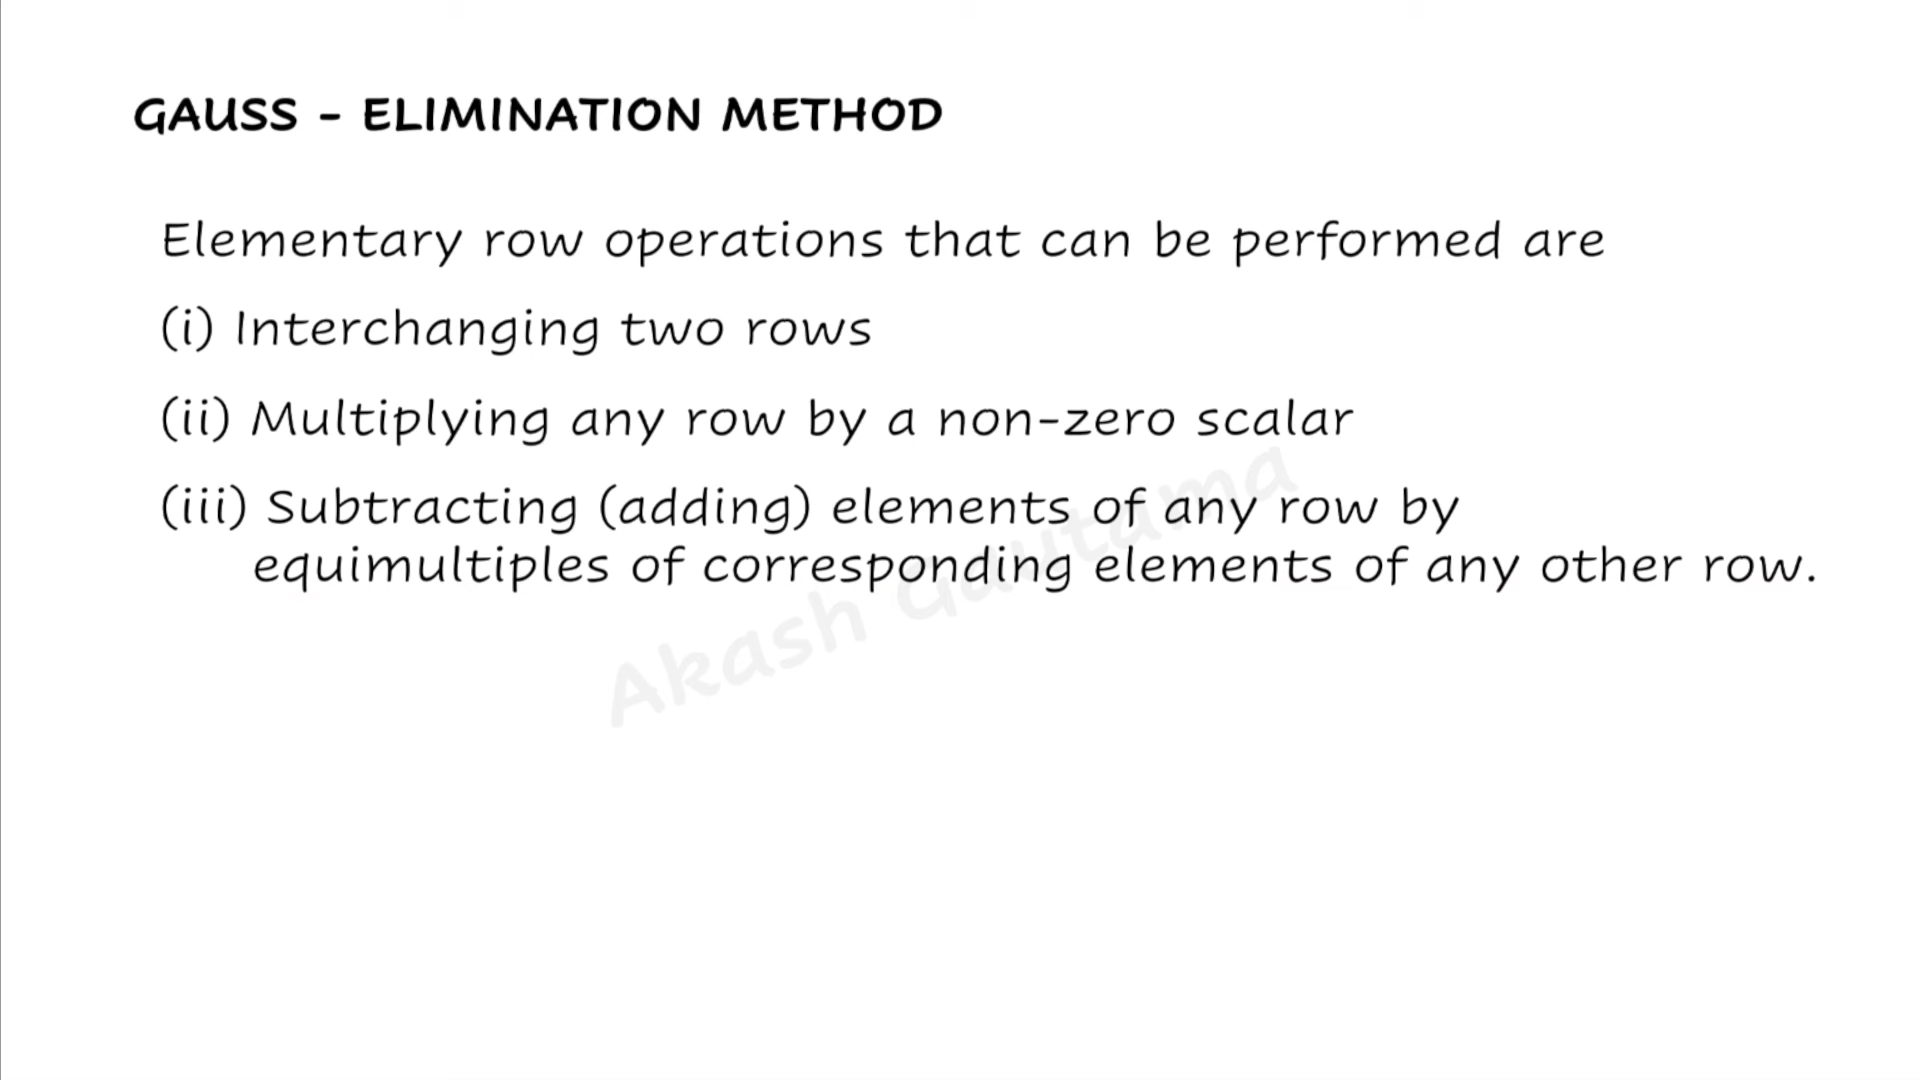 GAUSS - ELIMINATION METHOD
Elementary row operations that can be performed are
(i) Interchanging two rows
(ii) Multiplying any row by a non-zero scalar
(iii) Subtracting (adding) elements of any row by
equimultiples of corresponding elements of any other row.
Akash Gautama